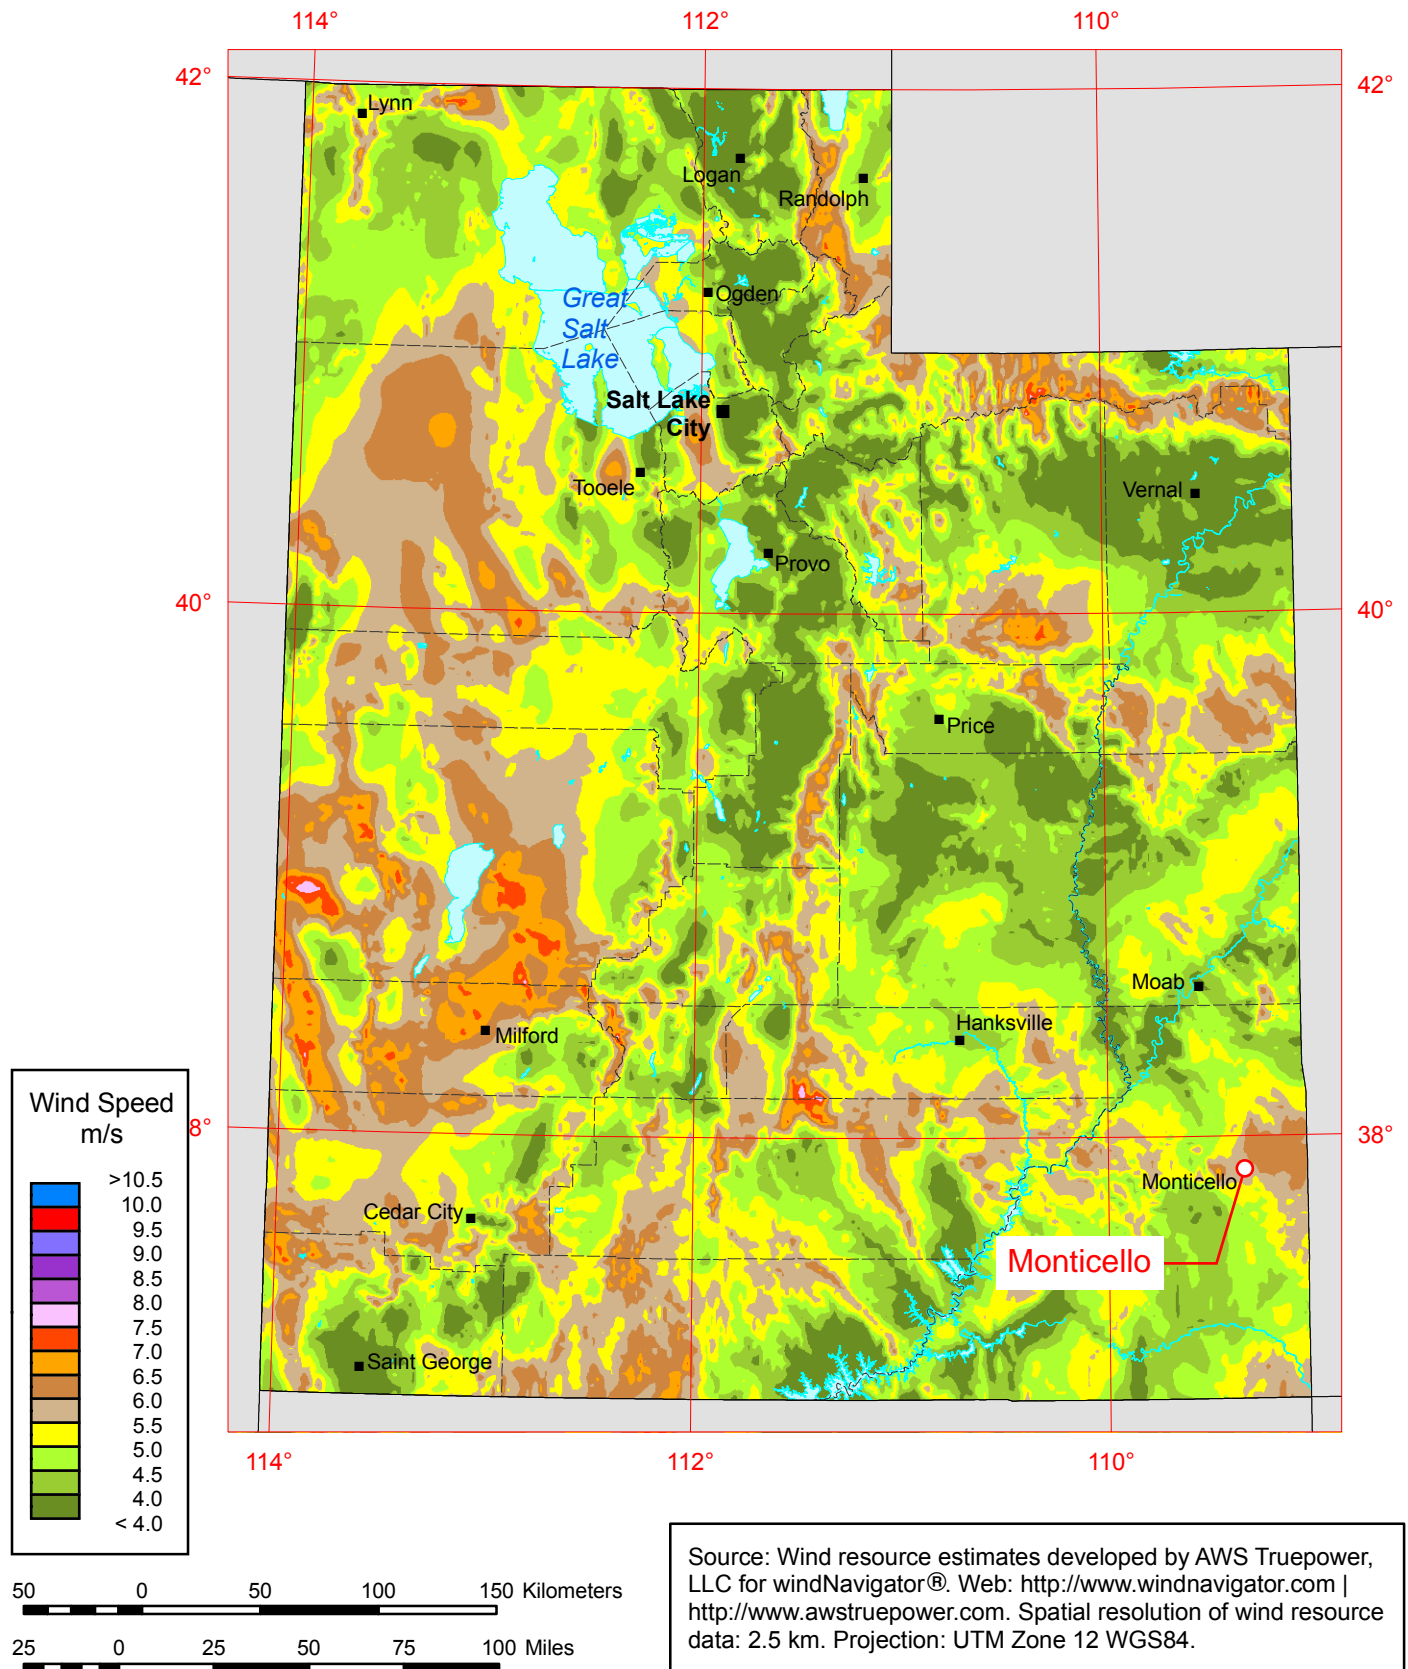 114°
112°
110°
42°
42°
Lynn
Logan
Randolph
Great
Salt
Lake
Ogden
Salt Lake
City
Tooele
Vernal
Provo
40°
40°
Price
Moab
Hanksville
Milford
8°
38°
Monticello
Cedar City
Monticello
Saint George
114°
112°
110°
Wind Speed
m/s
>10.5
10.0
9.5
9.0
8.5
8.0
7.5
7.0
6.5
6.0
5.5
5.0
4.5
4.0
< 4.0
50 0 50 100 150 Kilometers
25 0 25 50 75 100 Miles
Source: Wind resource estimates developed by AWS Truepower,
LLC for windNavigator®. Web: http://www.windnavigator.com |
http://www.awstruepower.com. Spatial resolution of wind resource
data: 2.5 km. Projection: UTM Zone 12 WGS84.